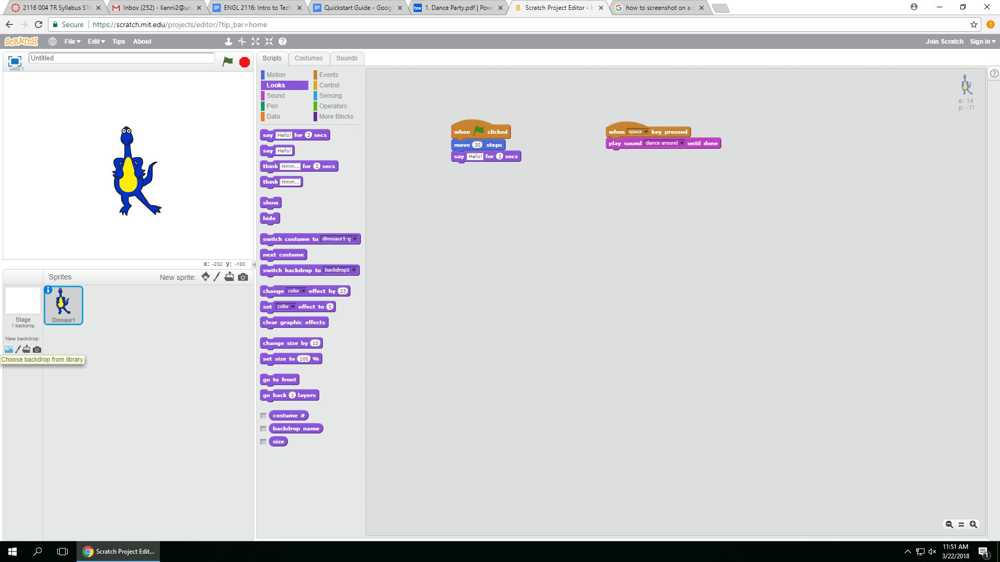 2116 004 TR Syllabus S18
Inbox (252) - lianni2@un
ENGL 2116: Intro to Tech
Quickstart Guide - Goog
box 1. Dance Party.pdf | Pow
Scratch Project Editor - I
how to screenshot on a
Secure https://scratch.mit.edu/projects/editor/?tip_bar=home
SCRATCH File Edit Tips About Join Scratch Sign in
Untitled
v459.1
x: -232 y: -180
Sprites New sprite:
Stage
1 backdrop
New backdrop:
Choose backdrop from library
Dinoaur1
Scripts Costumes Sounds
Motion Events
Looks Control
Sound Sensing
Pen Operators
Data More Blocks
say Hello! for 2 secs
say Hello!
think Hmm... for 2 secs
think Hmm...
show
hide
switch costume to dinosaur1-g
next costume
switch backdrop to backdrop1
change color effect by 25
set color effect to 0
clear graphic effects
change size by 10
set size to 100 %
go to front
go back 1 layers
costume #
backdrop name
size
when clicked
move 30 steps
say Hello! for 2 secs
when space key pressed
play sound dance around until done
x: 14
y: -11
Scratch Project Edit...
11:51 AM
3/22/2018
1